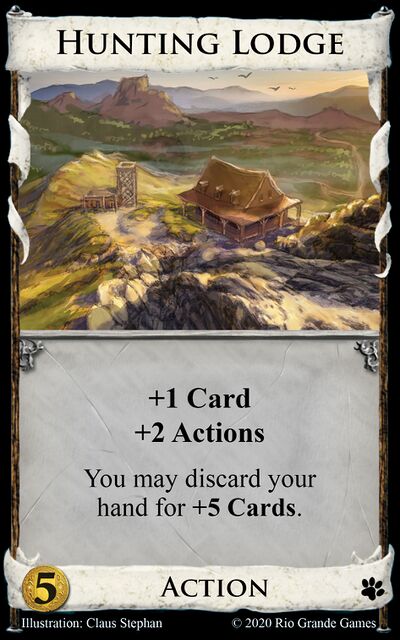 HUNTING LODGE
+1 Card
+2 Actions
You may discard your
hand for +5 Cards.
5
ACTION
Illustration: Claus Stephan
© 2020 Rio Grande Games